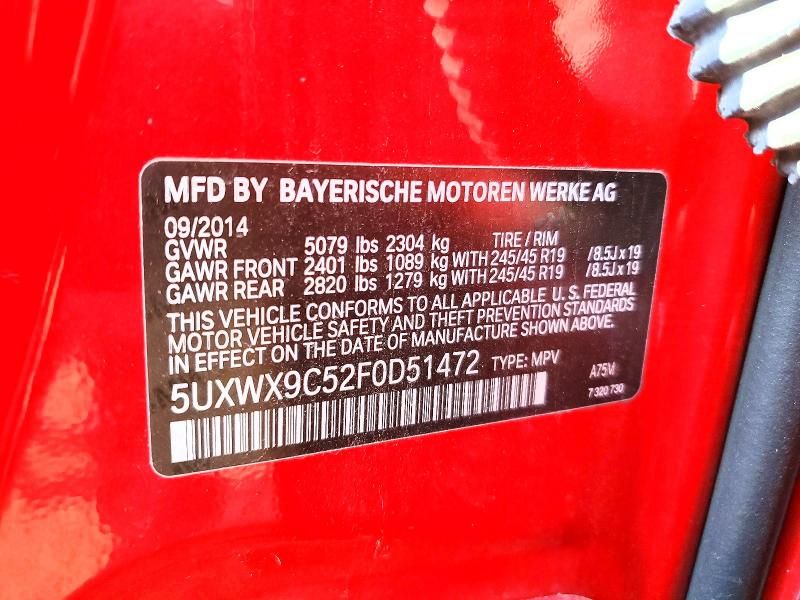 MFD BY BAYERISCHE MOTOREN WERKE AG
09/2014 TIRE / RIM
GVWR 5079 lbs 2304 kg
GAWR FRONT 2401 lbs 1089 kg WITH 245/45 R19 /8.5J x 19
GAWR REAR 2820 lbs 1279 kg WITH 245/45 R19 /8.5J x 19
THIS VEHICLE CONFORMS TO ALL APPLICABLE U. S. FEDERAL
MOTOR VEHICLE SAFETY AND THEFT PREVENTION STANDARDS
IN EFFECT ON THE DATE OF MANUFACTURE SHOWN ABOVE.
5UXWX9C52F0D51472 TYPE: MPV A75M
7 320 730